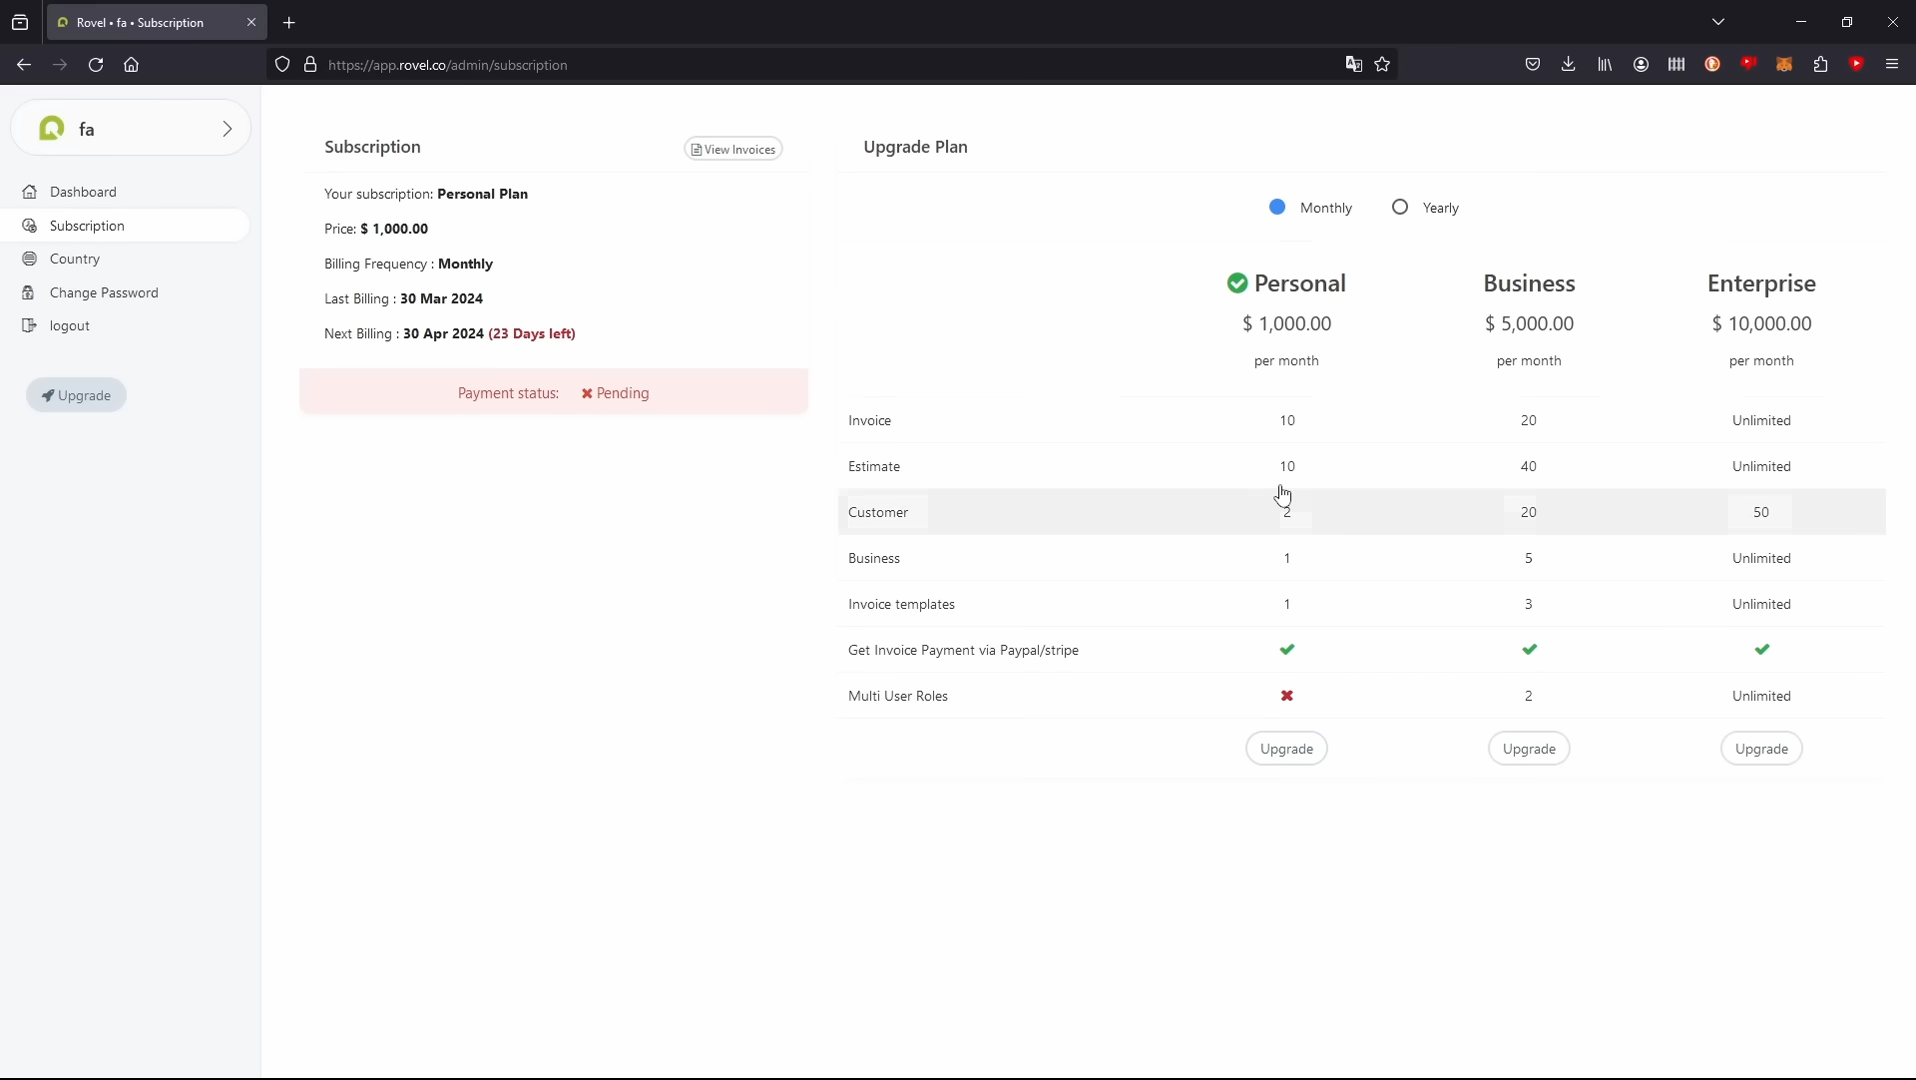 Rovel • fa • Subscription
https://app.rovel.co/admin/subscription
fa
Dashboard
Subscription
Country
Change Password
logout
Upgrade
Subscription
View Invoices
Your subscription: Personal Plan
Price: $ 1,000.00
Billing Frequency : Monthly
Last Billing : 30 Mar 2024
Next Billing : 30 Apr 2024 (23 Days left)
Payment status: Pending
Upgrade Plan
Monthly Yearly
Personal Business Enterprise
$ 1,000.00 $ 5,000.00 $ 10,000.00
per month per month per month
Invoice 10 20 Unlimited
Estimate 10 40 Unlimited
Customer 2 20 50
Business 1 5 Unlimited
Invoice templates 1 3 Unlimited
Get Invoice Payment via Paypal/stripe
Multi User Roles 2 Unlimited
Upgrade Upgrade Upgrade